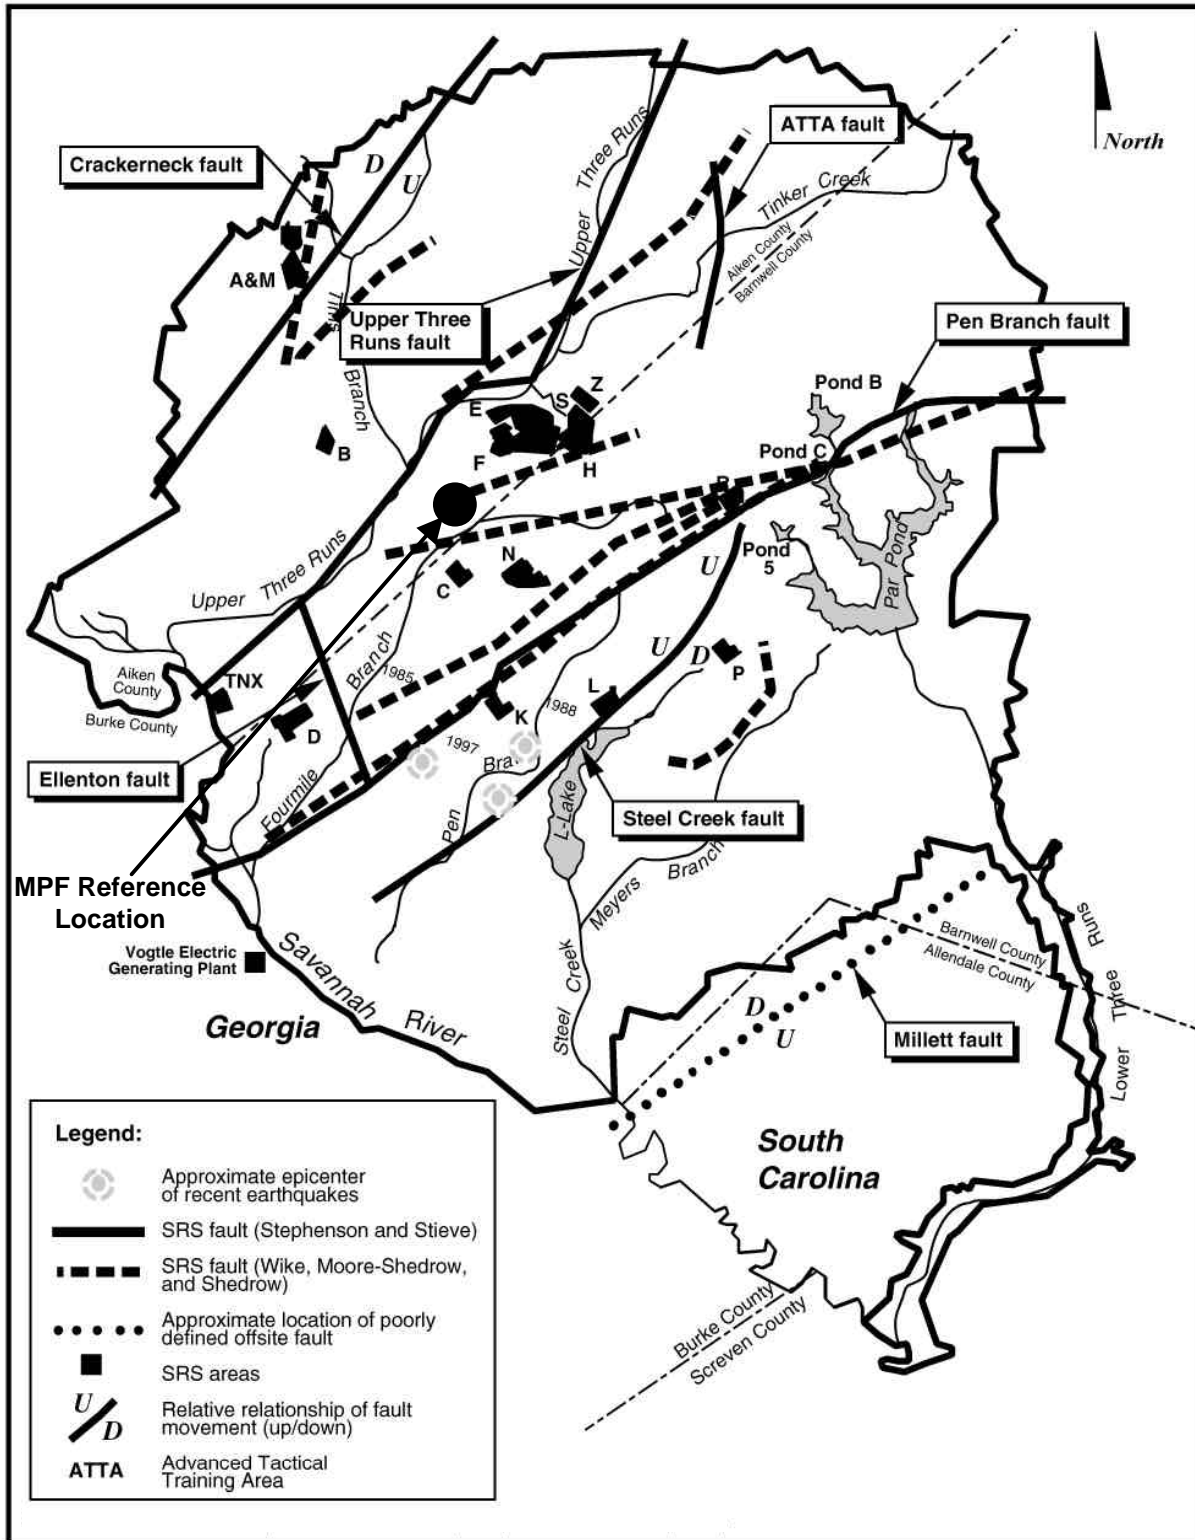 North
ATTA fault
Crackerneck fault
D
U
Upper Three Runs
Tinker Creek
Aiken County
Barnwell County
A&M
Tims
Branch
Upper Three
Runs fault
Pen Branch fault
Pond B
Z
S
E
B
F
H
Pond C
N
C
U
Pond
5
Par Pond
Upper Three Runs
Branch
1985
U
D
P
Aiken
County
TNX
Burke County
L
1988
K
D
1997
Ellenton fault
Fourmile
Pen
L-Lake
Steel Creek fault
MPF Reference
Location
Meyers Branch
Barnwell County
Allendale County
Lower Three Runs
Vogtle Electric
Generating Plant
Savannah River
Steel Creek
Georgia
D
U
Millett fault
South
Carolina
Burke County
Screven County
Legend:
Approximate epicenter
of recent earthquakes
SRS fault (Stephenson and Stieve)
SRS fault (Wike, Moore-Shedrow,
and Shedrow)
Approximate location of poorly
defined offsite fault
SRS areas
U
D
Relative relationship of fault
movement (up/down)
ATTA
Advanced Tactical
Training Area